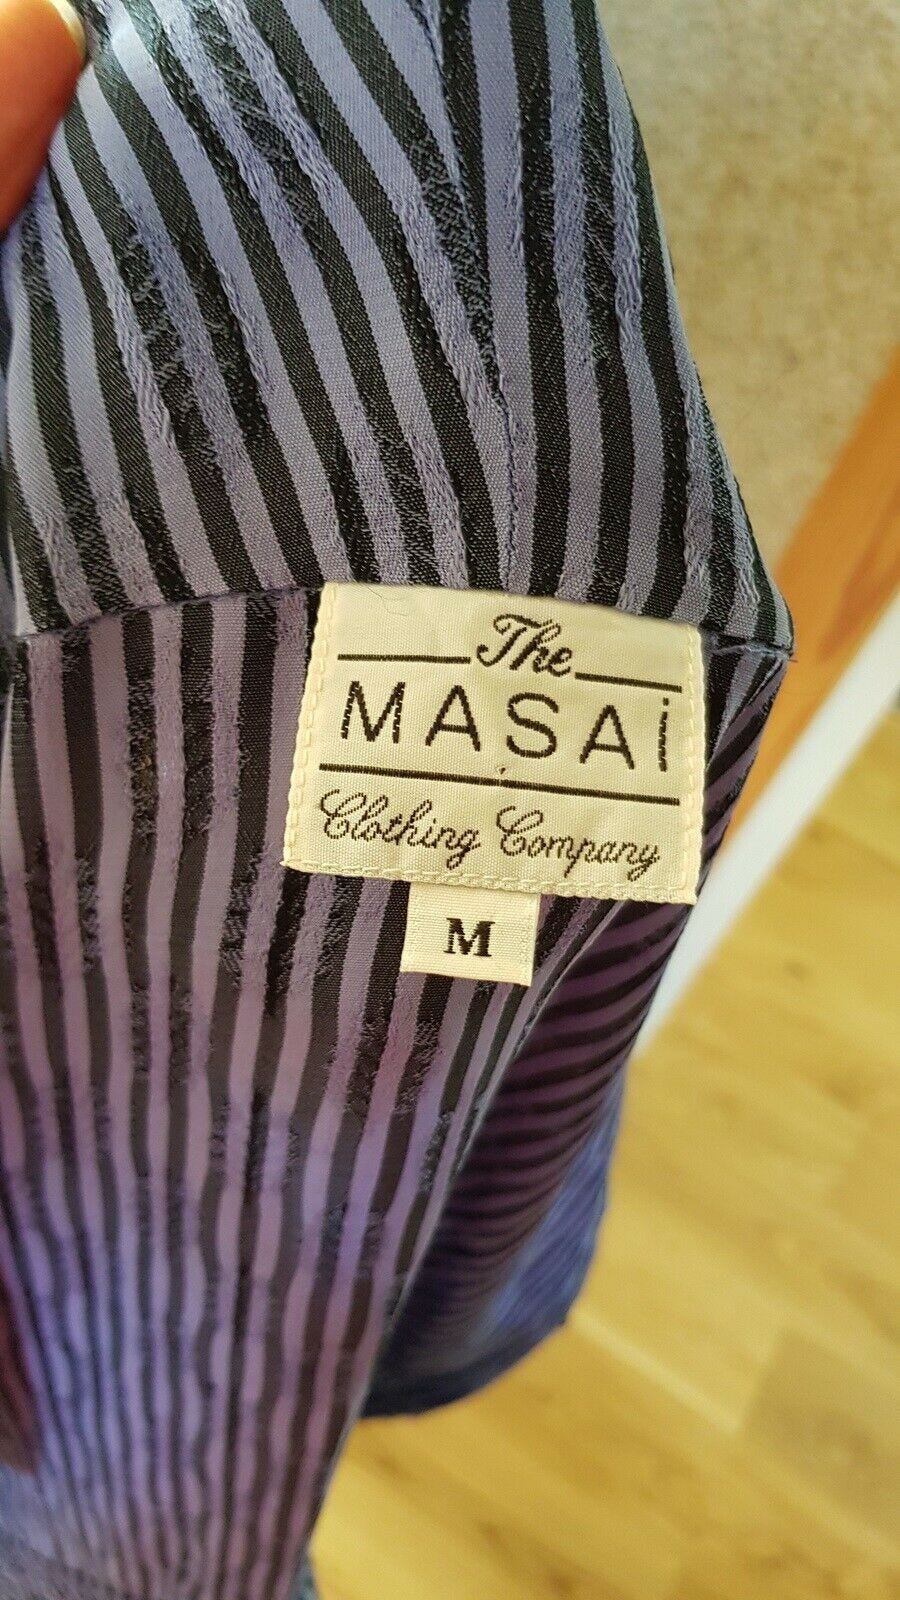 The
MASAi
Clothing Company
M